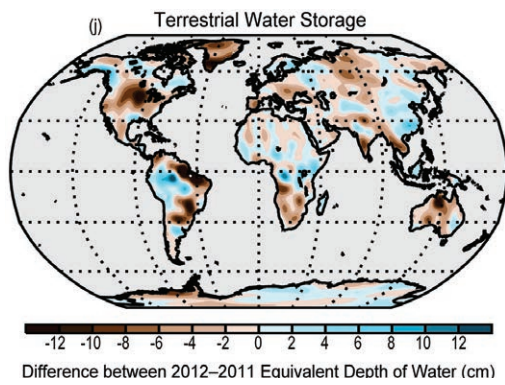 (j) Terrestrial Water Storage
-12 -10 -8 -6 -4 -2 0 2 4 6 8 10 12
Difference between 2012–2011 Equivalent Depth of Water (cm)